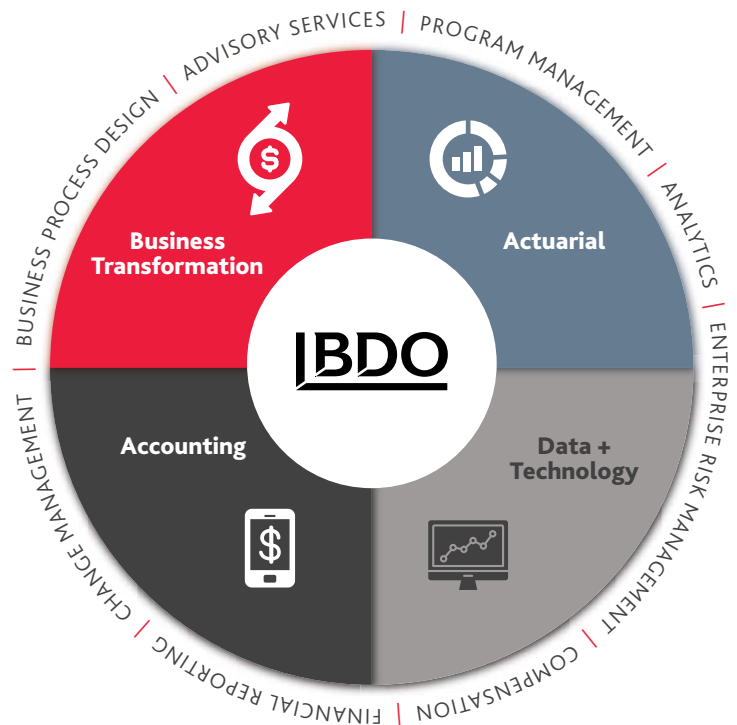 ADVISORY SERVICES | PROGRAM MANAGEMENT | ANALYTICS | ENTERPRISE RISK MANAGEMENT | COMPENSATION | FINANCIAL REPORTING | CHANGE MANAGEMENT | BUSINESS PROCESS DESIGN |
$
Business
Transformation
Actuarial
BDO
Accounting
$
Data +
Technology